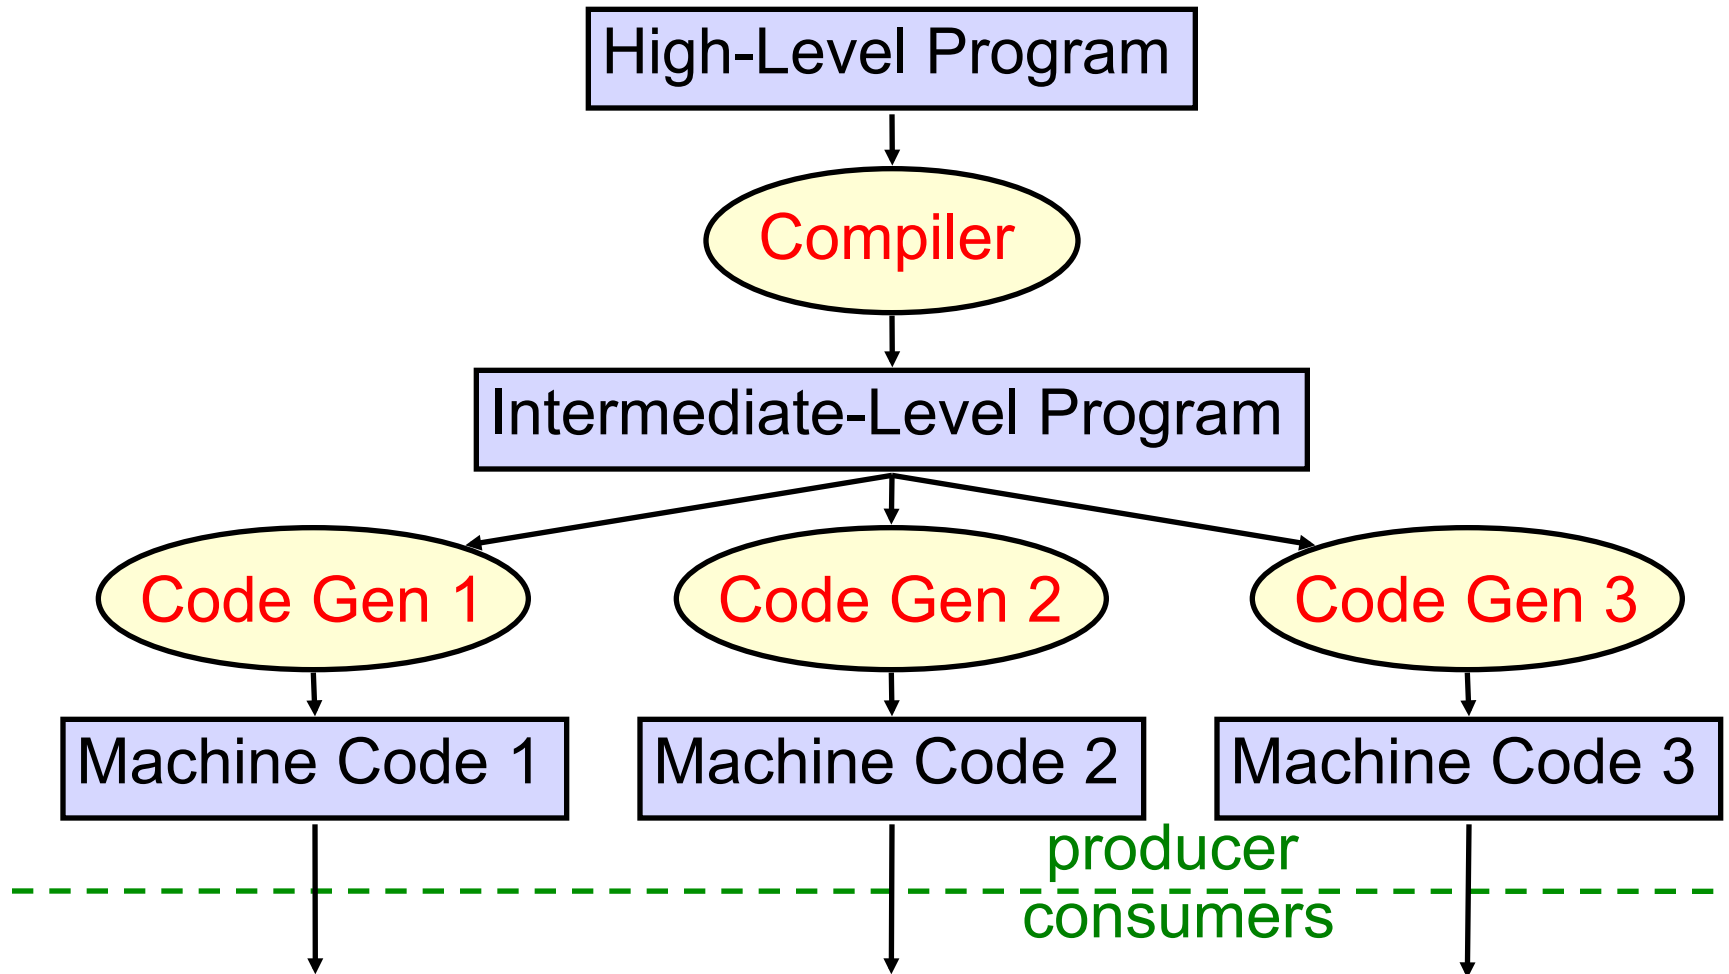 High-Level Program
Compiler
Intermediate-Level Program
Code Gen 1
Code Gen 2
Code Gen 3
Machine Code 1
Machine Code 2
Machine Code 3
producer
consumers